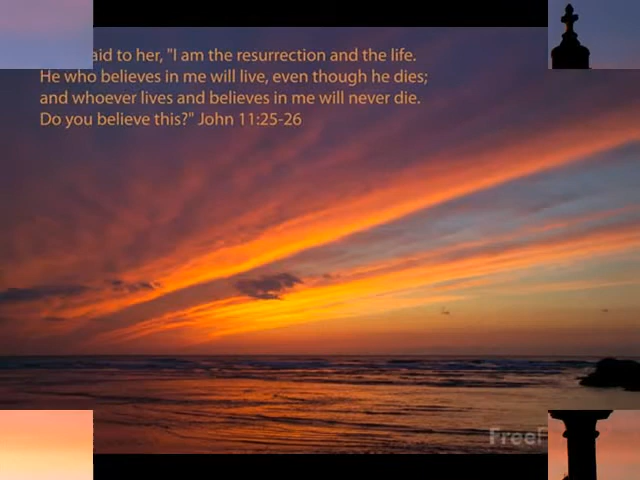 aid to her, "I am the resurrection and the life.
He who believes in me will live, even though he dies;
and whoever lives and believes in me will never die.
Do you believe this?" John 11:25-26